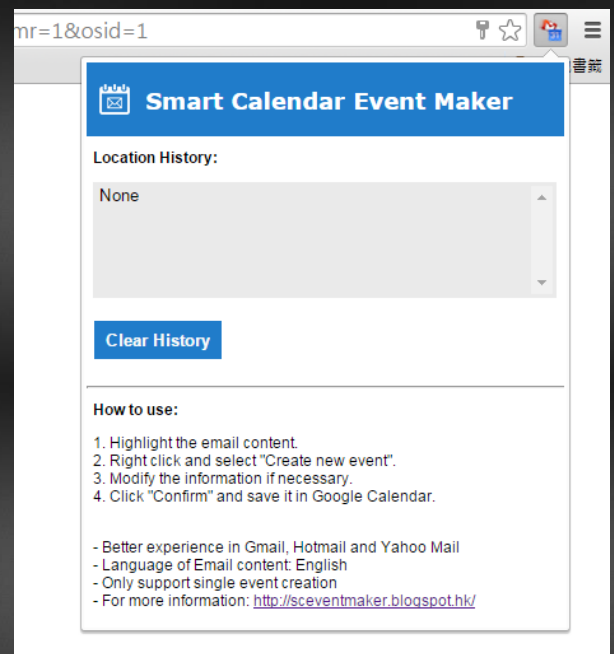 mr=1&osid=1
書籤
Smart Calendar Event Maker
Location History:
None
Clear History
How to use:
1. Highlight the email content.
2. Right click and select "Create new event".
3. Modify the information if necessary.
4. Click "Confirm" and save it in Google Calendar.
- Better experience in Gmail, Hotmail and Yahoo Mail
- Language of Email content: English
- Only support single event creation
- For more information: http://sceventmaker.blogspot.hk/